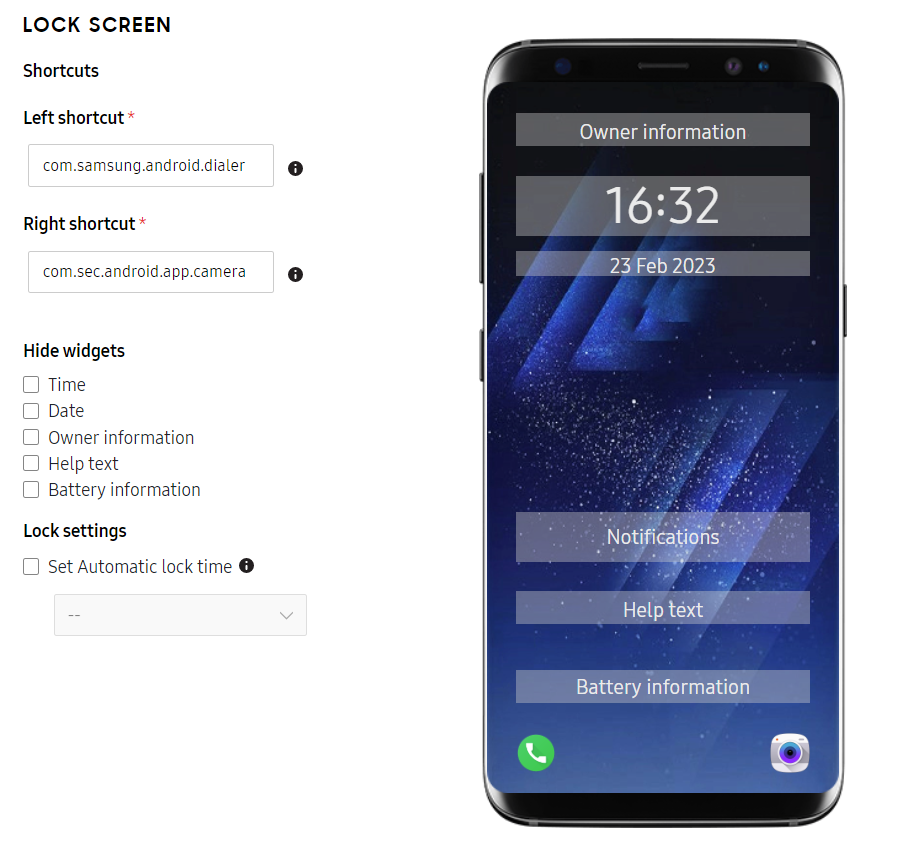 LOCK SCREEN
Shortcuts
Left shortcut *
com.samsung.android.dialer
Right shortcut *
com.sec.android.app.camera
Hide widgets
Time
Date
Owner information
Help text
Battery information
Lock settings
Set Automatic lock time
--
Owner information
16:32
23 Feb 2023
Notifications
Help text
Battery information